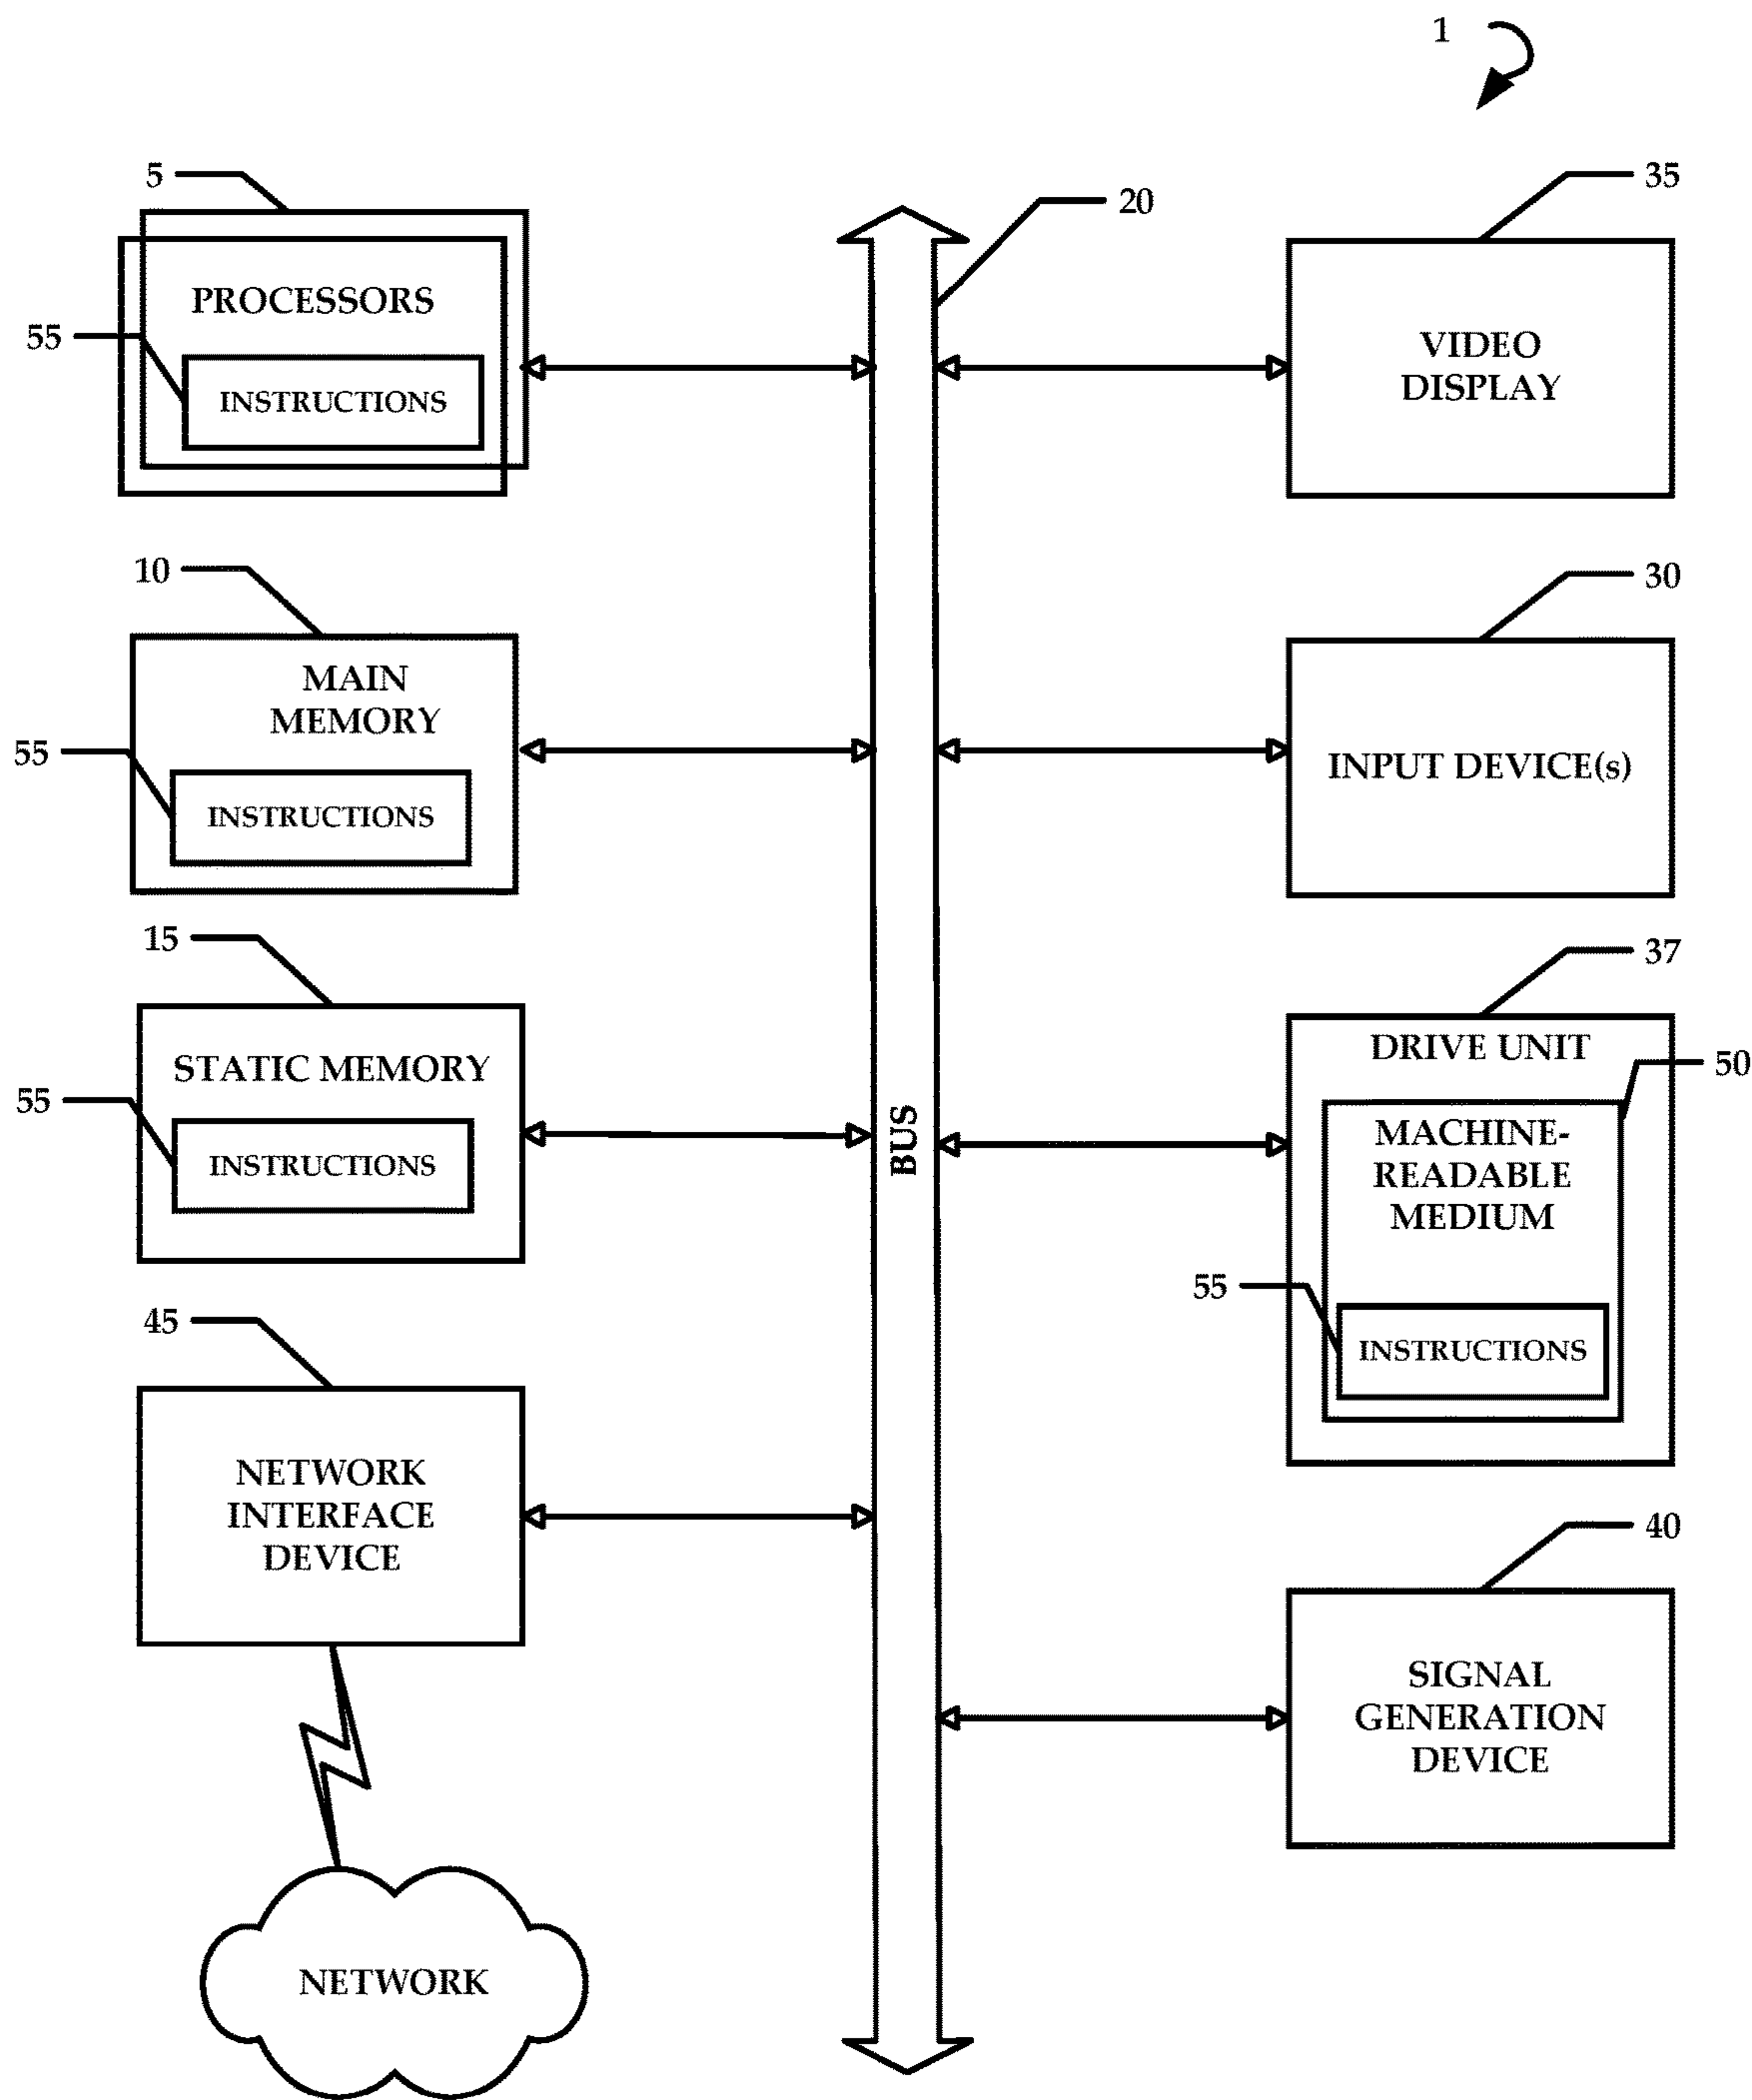 1
5
PROCESSORS
55
INSTRUCTIONS
10
MAIN
MEMORY
55
INSTRUCTIONS
15
STATIC MEMORY
55
INSTRUCTIONS
45
NETWORK
INTERFACE
DEVICE
NETWORK
20
BUS
35
VIDEO
DISPLAY
30
INPUT DEVICE(s)
37
DRIVE UNIT
50
MACHINE-
READABLE
MEDIUM
55
INSTRUCTIONS
40
SIGNAL
GENERATION
DEVICE